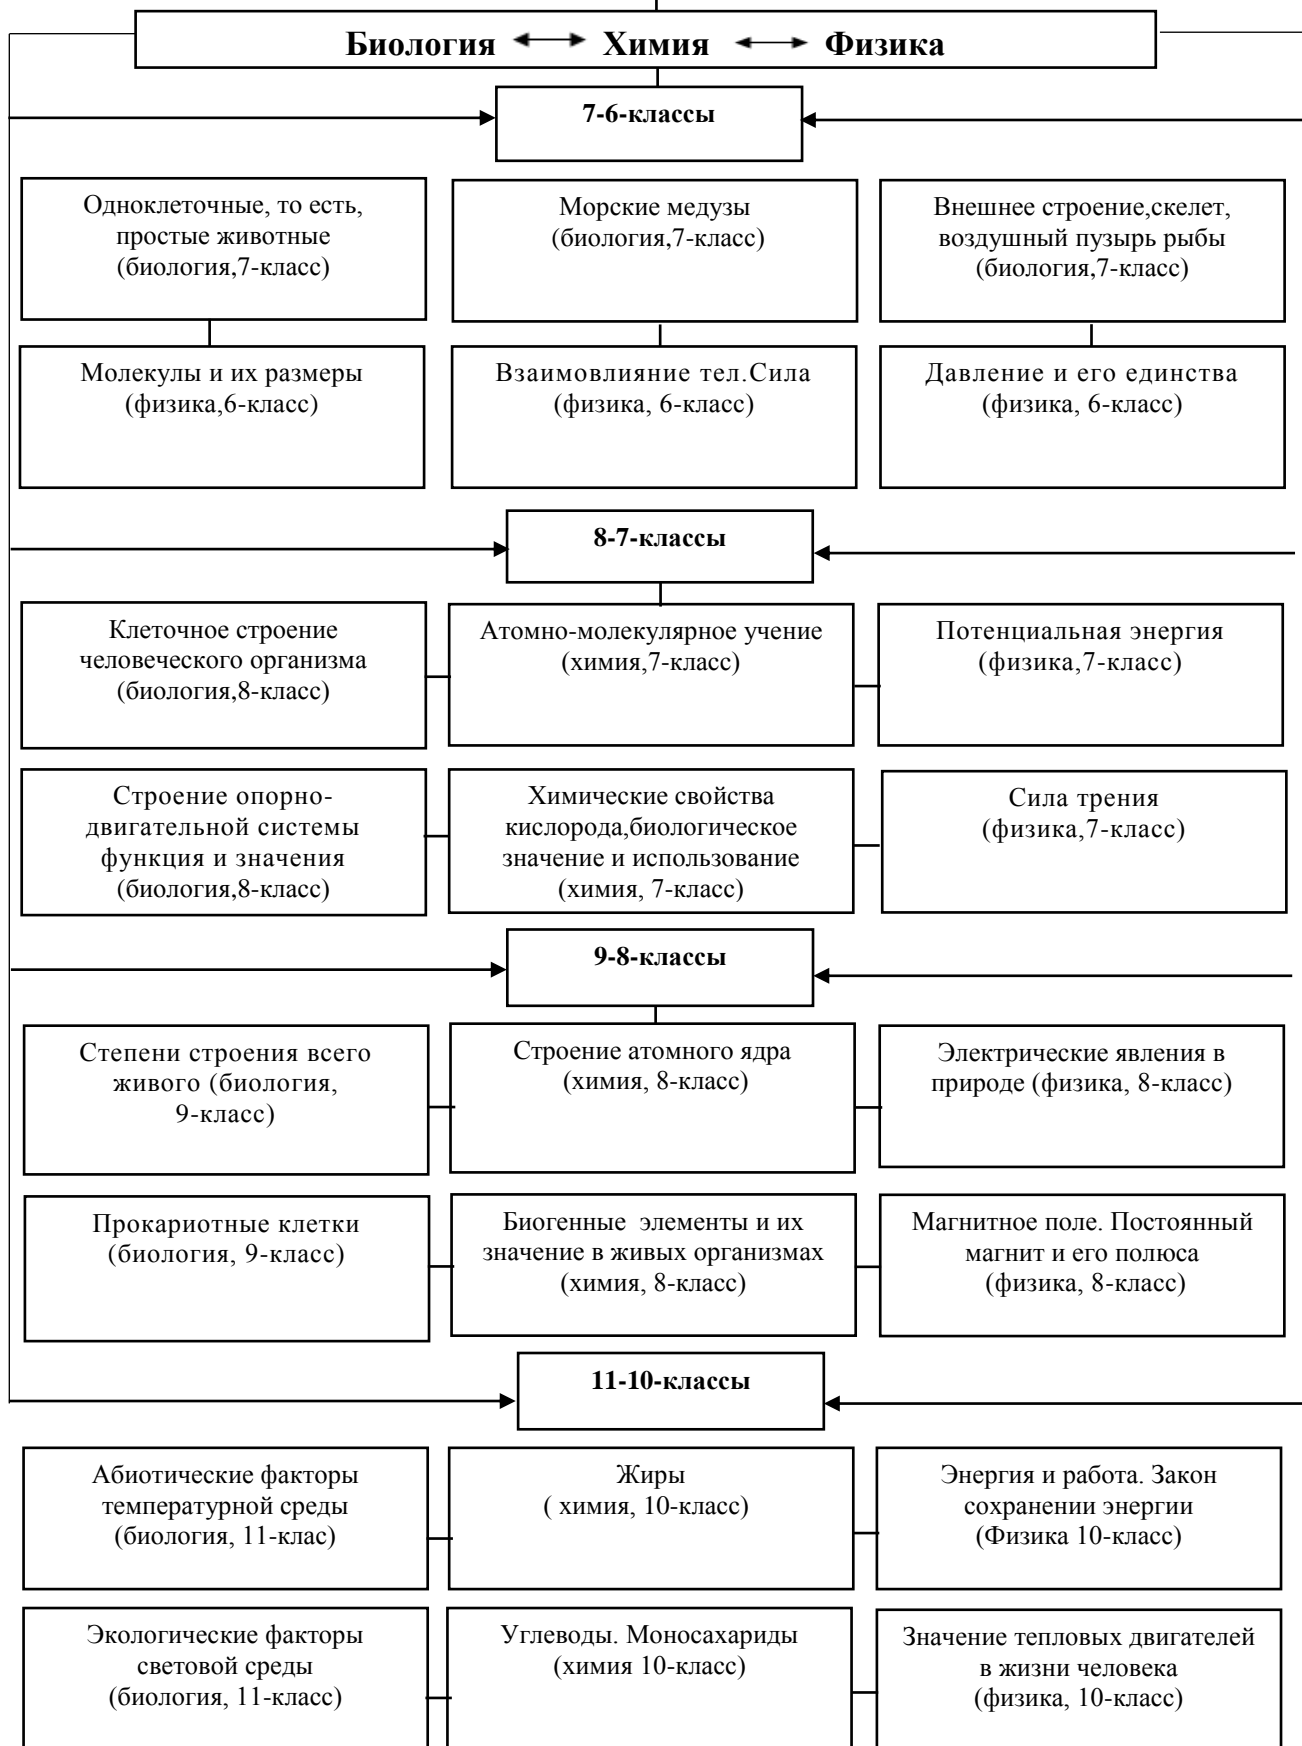 Биология Химия Физика
7-6-классы
Одноклеточные, то есть,
простые животные
(биология,7-класс)
Морские медузы
(биология,7-класс)
Внешнее строение,скелет,
воздушный пузырь рыбы
(биология,7-класс)
Молекулы и их размеры
(физика,6-класс)
Взаимовлияние тел.Сила
(физика, 6-класс)
Давление и его единства
(физика, 6-класс)
8-7-классы
Клеточное строение
человеческого организма
(биология,8-класс)
Атомно-молекулярное учение
(химия,7-класс)
Потенциальная энергия
(физика,7-класс)
Строение опорно-
двигательной системы
функция и значения
(биология,8-класс)
Химические свойства
кислорода,биологическое
значение и использование
(химия, 7-класс)
Сила трения
(физика,7-класс)
9-8-классы
Степени строения всего
живого (биология,
9-класс)
Строение атомного ядра
(химия, 8-класс)
Электрические явления в
природе (физика, 8-класс)
Прокариотные клетки
(биология, 9-класс)
Биогенные элементы и их
значение в живых организмах
(химия, 8-класс)
Магнитное поле. Постоянный
магнит и его полюса
(физика, 8-класс)
11-10-классы
Абиотические факторы
температурной среды
(биология, 11-клас)
Жиры
( химия, 10-класс)
Энергия и работа. Закон
сохранении энергии
(Физика 10-класс)
Экологические факторы
световой среды
(биология, 11-класс)
Углеводы. Моносахариды
(химия 10-класс)
Значение тепловых двигателей
в жизни человека
(физика, 10-класс)